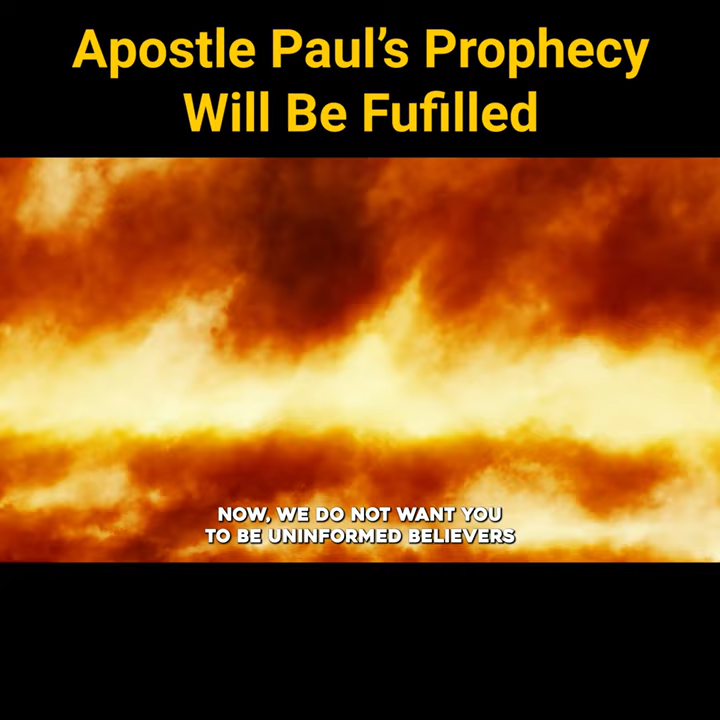 Apostle Paul’s Prophecy
Will Be Fufilled
NOW, WE DO NOT WANT YOU
TO BE UNINFORMED BELIEVERS